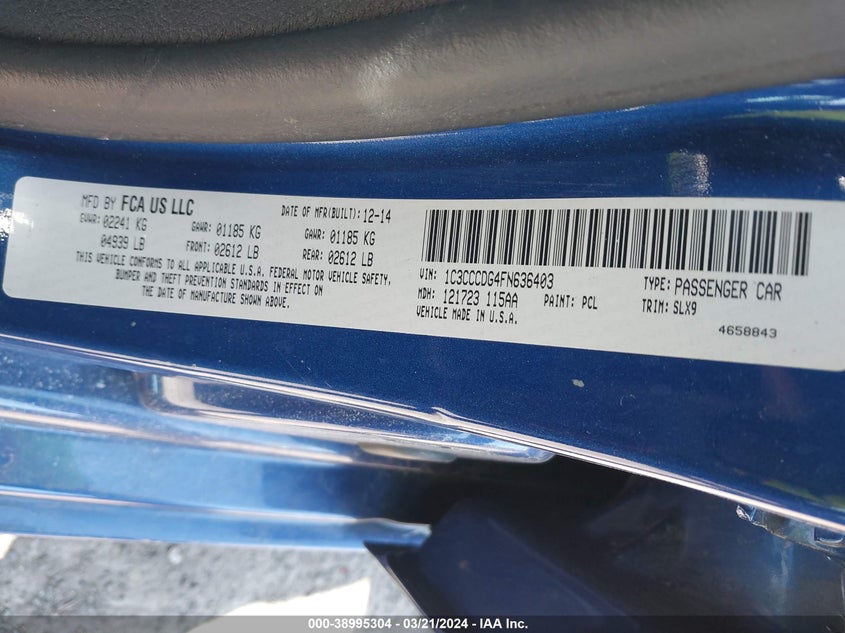 MFD BY FCA US LLC
DATE OF MFR(BUILT): 12-14
GVWR: 02241 KG
GAWR: 01185 KG
GAWR: 01185 KG
04939 LB
FRONT: 02612 LB
REAR: 02612 LB
THIS VEHICLE CONFORMS TO ALL APPLICABLE U.S.A. FEDERAL MOTOR VEHICLE SAFETY,
BUMPER AND THEFT PREVENTION STANDARDS IN EFFECT ON
THE DATE OF MANUFACTURE SHOWN ABOVE.
VIN: 1C3CCCDG4FN636403
TYPE: PASSENGER CAR
MDH: 121723 115AA
PAINT: PCL
TRIM: SLX9
VEHICLE MADE IN U.S.A.
4658843
000-38995304 - 03/21/2024 - IAA Inc.